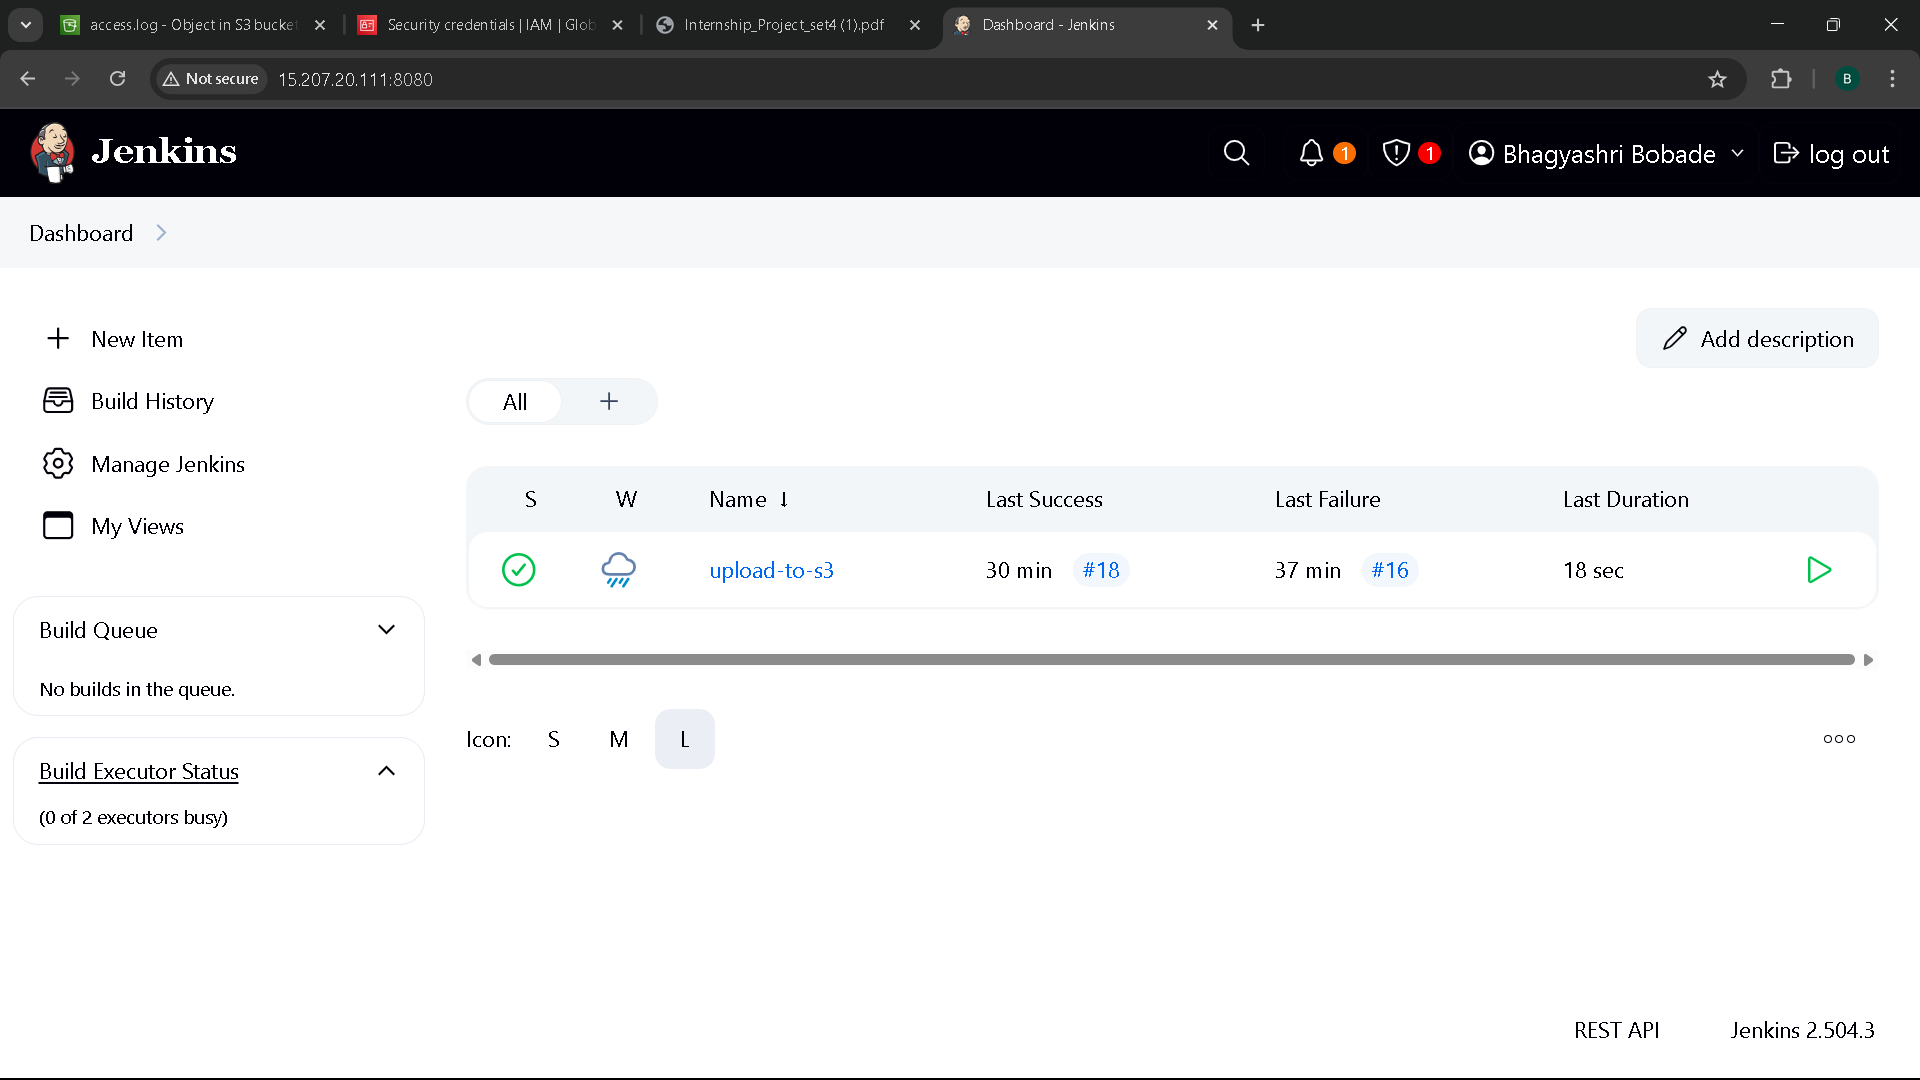 access.log - Object in S3 bucket
Security credentials | IAM | Glob
Internship_Project_set4 (1).pdf
Dashboard - Jenkins
Not secure
15.207.20.111:8080
B
Jenkins
1
1
Bhagyashri Bobade
log out
Dashboard
New Item
Build History
Manage Jenkins
My Views
Add description
All
+
S W Name ↓ Last Success Last Failure Last Duration
upload-to-s3 30 min #18 37 min #16 18 sec
Build Queue
No builds in the queue.
Icon: S M L
Build Executor Status
(0 of 2 executors busy)
REST API
Jenkins 2.504.3